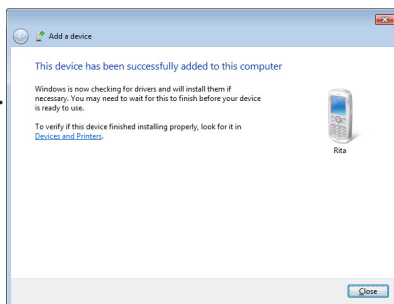 Add a device
This device has been successfully added to this computer
Windows is now checking for drivers and will install them if
necessary. You may need to wait for this to finish before your device
is ready to use.
To verify if this device finished installing properly, look for it in
Devices and Printers.
Rita
Close